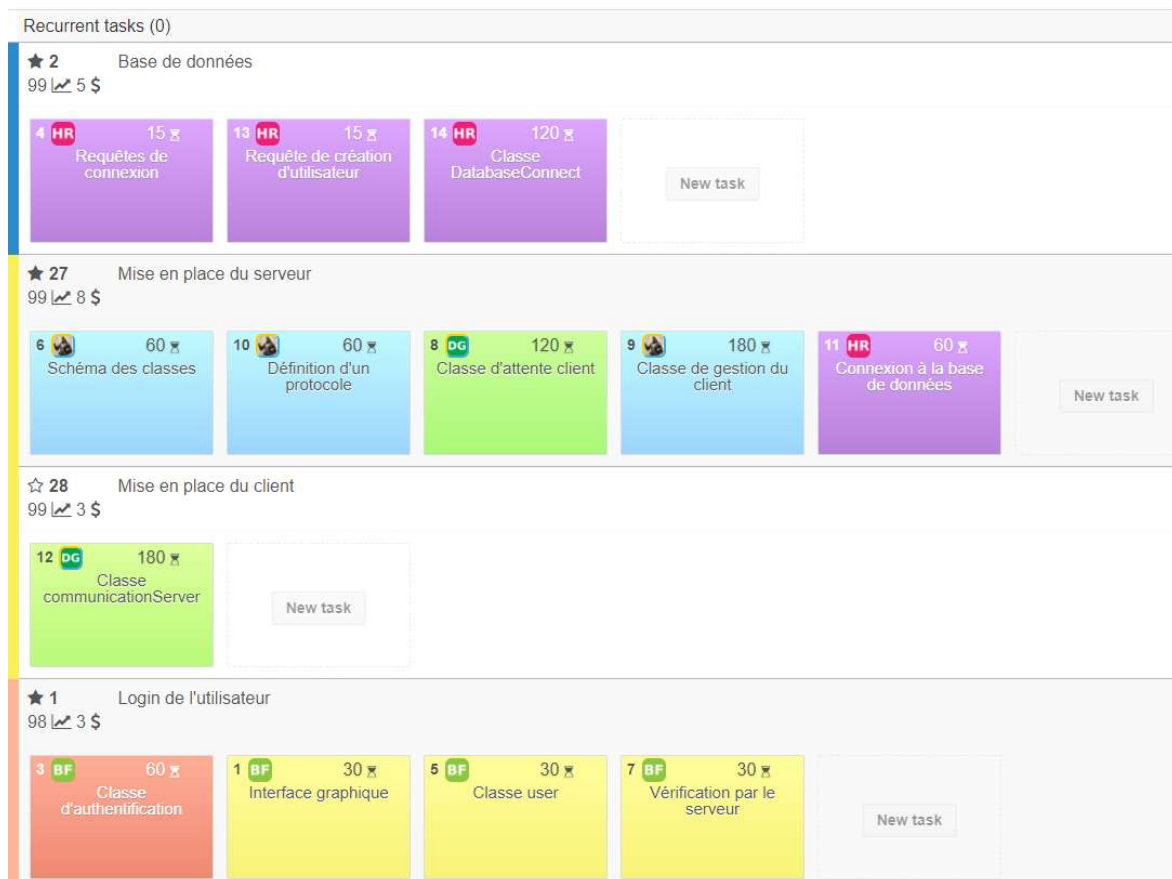 Recurrent tasks (0)
2 Base de données
99 5 $
4 HR 15
Requêtes de
connexion
13 HR 15
Requête de création
d'utilisateur
14 HR 120
Classe
DatabaseConnect
New task
27 Mise en place du serveur
99 8 $
6 60
Schéma des classes
10 60
Définition d'un
protocole
8 DG 120
Classe d'attente client
9 180
Classe de gestion du
client
11 HR 60
Connexion à la base
de données
New task
28 Mise en place du client
99 3 $
12 DG 180
Classe
communicationServer
New task
1 Login de l'utilisateur
98 3 $
3 BF 60
Classe
d'authentification
1 BF 30
Interface graphique
5 BF 30
Classe user
7 BF 30
Vérification par le
serveur
New task